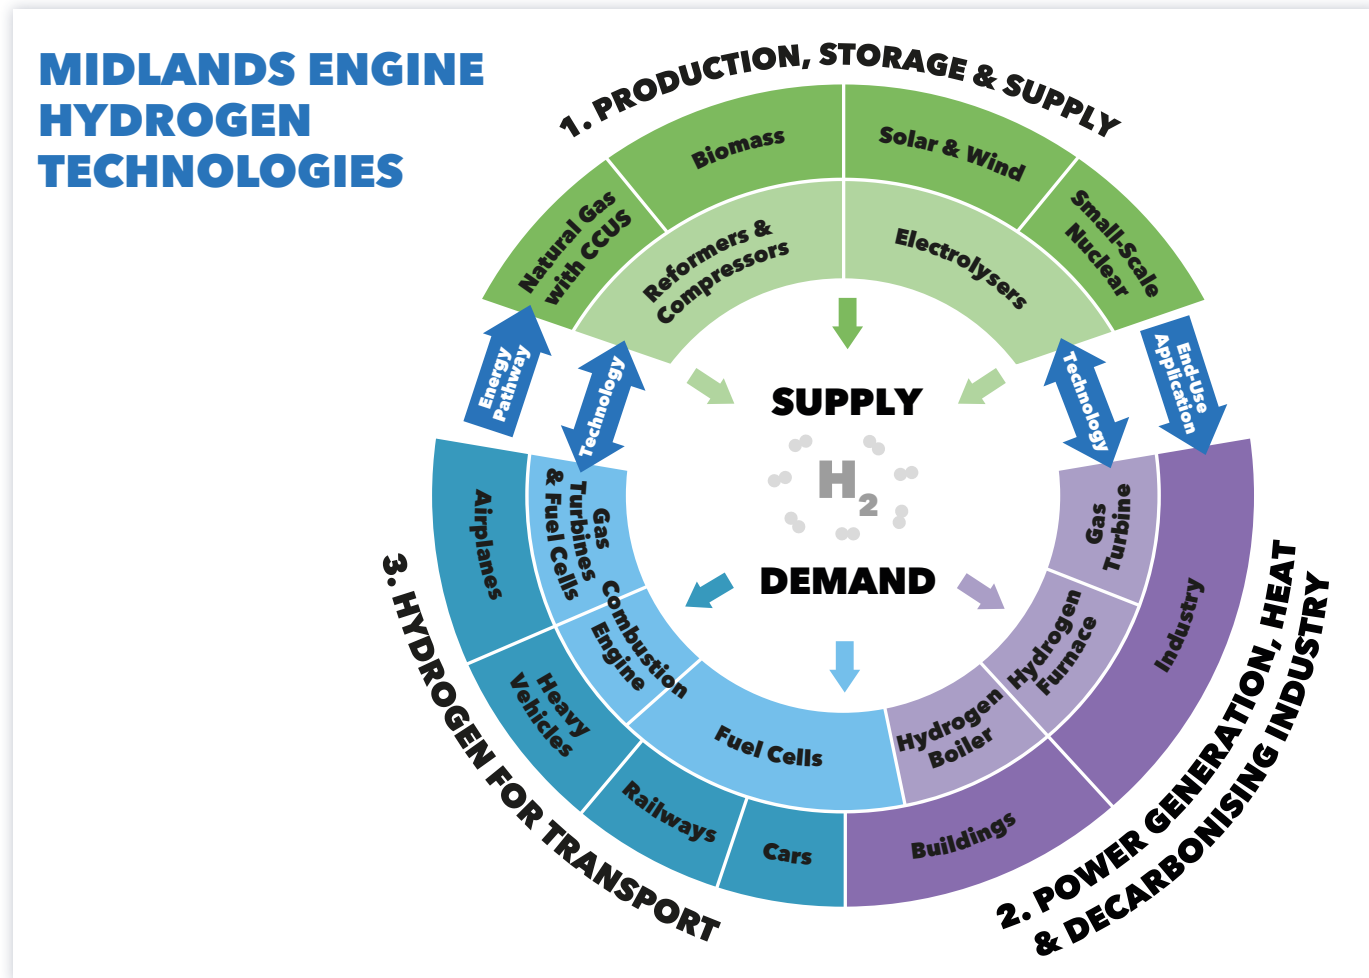 MIDLANDS ENGINE
HYDROGEN
TECHNOLOGIES
1. PRODUCTION, STORAGE & SUPPLY
Natural Gas
with CCUS
Biomass
Solar & Wind
Small-Scale
Nuclear
Reformers &
Compressors
Electrolysers
Energy
Pathway
Technology
Technology
End-Use
Application
SUPPLY
H2
DEMAND
Airplanes
Gas
Turbines
& Fuel Cells
Combustion
Engine
Heavy
Vehicles
Fuel Cells
Railways
Cars
Gas
Turbine
Hydrogen
Furnace
Hydrogen
Boiler
Industry
Buildings
2. POWER GENERATION, HEAT
& DECARBONISING INDUSTRY
3. HYDROGEN FOR TRANSPORT